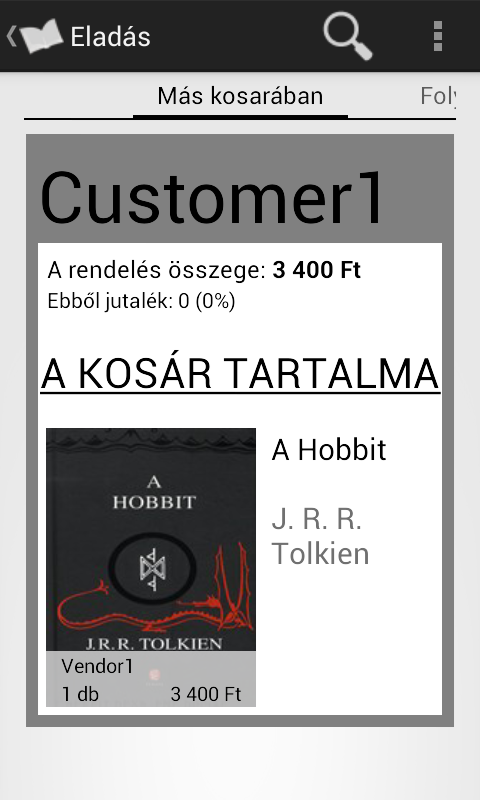 Eladás
Más kosarában
Foly
Customer1
A rendelés összege: 3 400 Ft
Ebből jutalék: 0 (0%)
A KOSÁR TARTALMA
A
HOBBIT
J.R.R. TOLKIEN
Vendor1
1 db 3 400 Ft
A Hobbit
J. R. R.
Tolkien